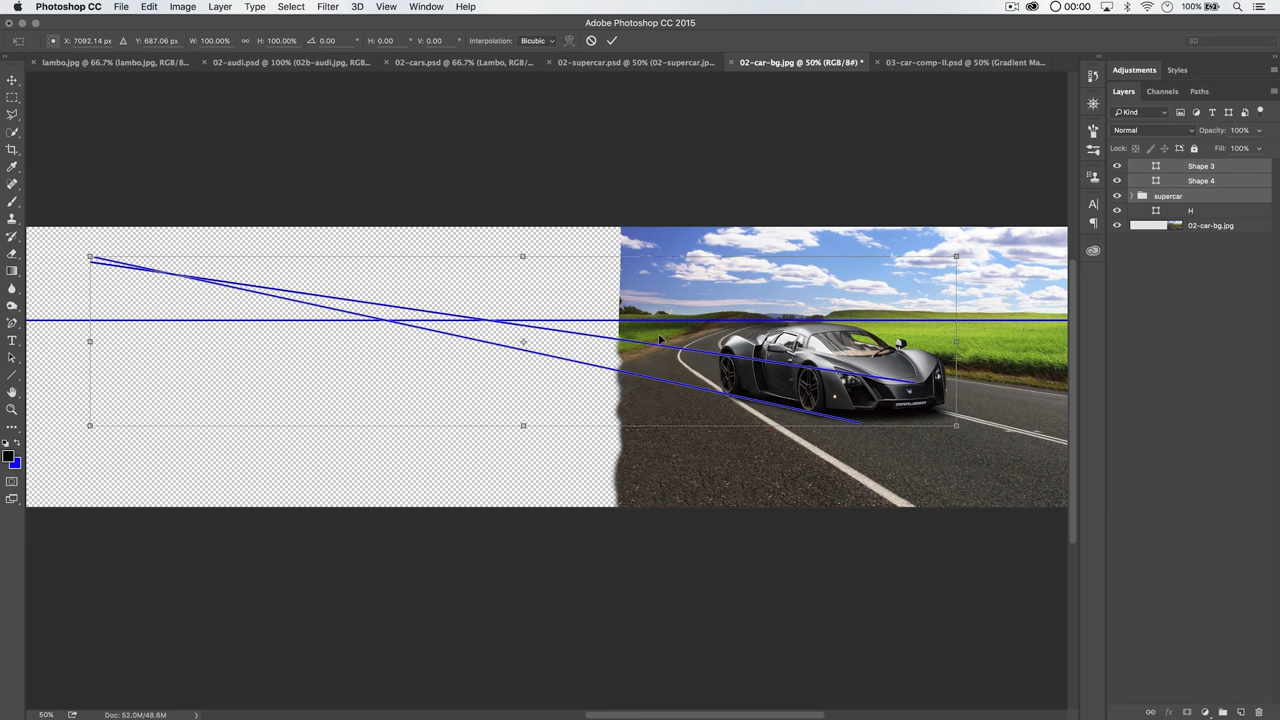 Photoshop CC File Edit Image Layer Type Select Filter 3D View Window Help 00:00 100%
Adobe Photoshop CC 2015
X: 7092.14 px Y: 687.06 px W: 100.00% H: 100.00% 0.00 ° H: 0.00 ° V: 0.00 ° Interpolation: Bicubic 3D
lambo.jpg @ 66.7% (lambo.jpg, RGB/8... 02-audi.psd @ 100% (02b-audi.jpg, RGB... 02-cars.psd @ 66.7% (Lambo, RGB/... 02-supercar.psd @ 50% (02-supercar.jp... 02-car-bg.jpg @ 50% (RGB/8#) * 03-car-comp-II.psd @ 50% (Gradient Ma...
Adjustments Styles
Layers Channels Paths
Kind
Normal Opacity: 100%
Lock: Fill: 100%
Shape 3
Shape 4
supercar
H
02-car-bg.jpg
50% Doc: 52.0M/48.6M